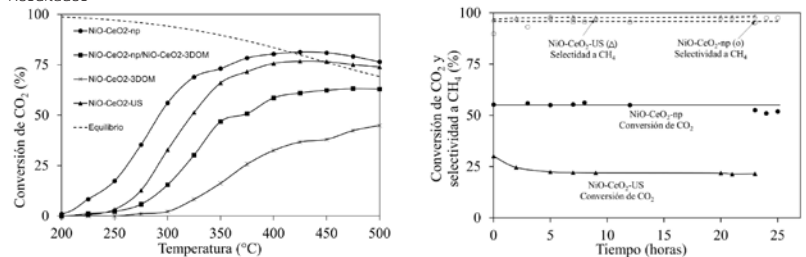 Conversión de CO2 (%)
100
75
50
25
0
NiO-CeO2-np
NiO-CeO2-np/NiO-CeO2-3DOM
NiO-CeO2-3DOM
NiO-CeO2-US
Equilibrio
200 250 300 350 400 450 500
Temperatura (°C)
Conversión de CO2 y
selectividad a CH4 (%)
100
75
50
25
0
NiO-CeO2-US (Δ)
Selectidad a
CH4
NiO-CeO2-np (o)
Selectividad a
CH4
NiO-CeO2-np
Conversión de CO2
NiO-CeO2-US
Conversión de CO2
0 5 10 15 20 25
Tiempo (horas)